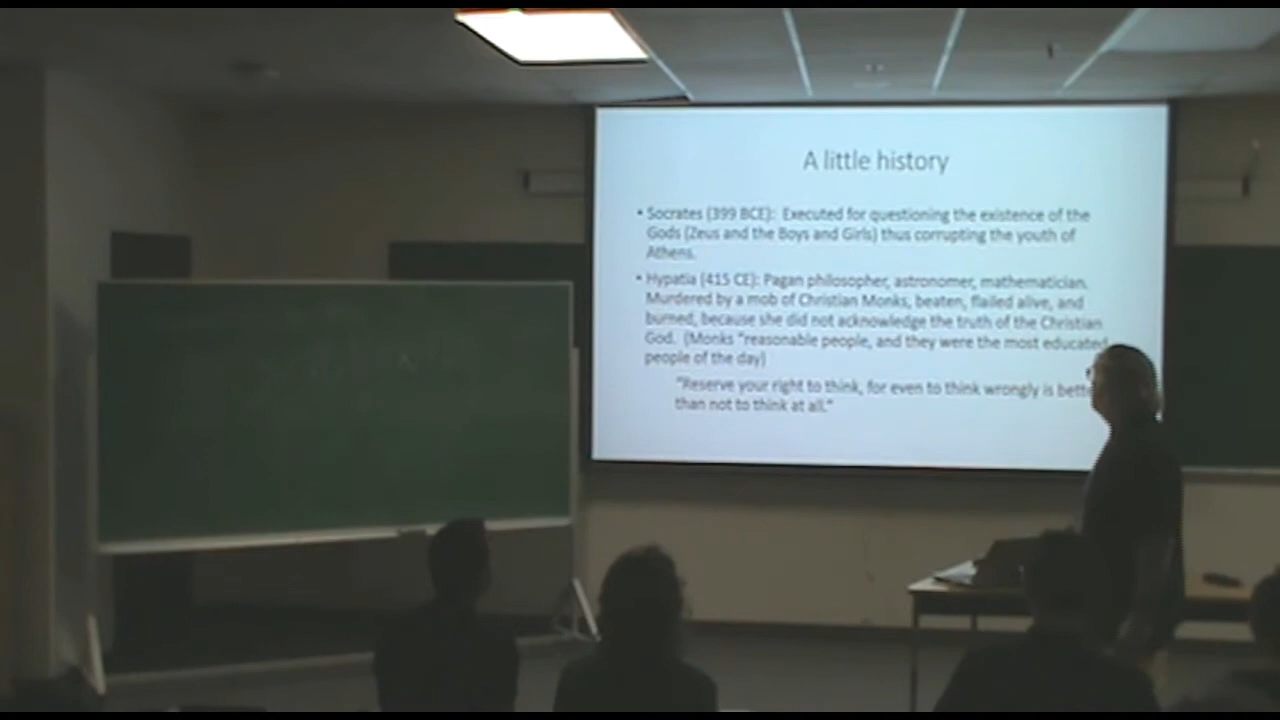 A little history
• Socrates (399 BCE): Executed for questioning the existence of the
Gods (Zeus and the Boys and Girls) thus corrupting the youth of
Athens.
• Hypatia (415 CE): Pagan philosopher, astronomer, mathematician.
Murdered by a mob of Christian Monks, beaten, flailed alive, and
burned, because she did not acknowledge the truth of the Christian
God. (Monks "reasonable people, and they were the most educated
people of the day)
"Reserve your right to think, for even to think wrongly is bette
than not to think at all."